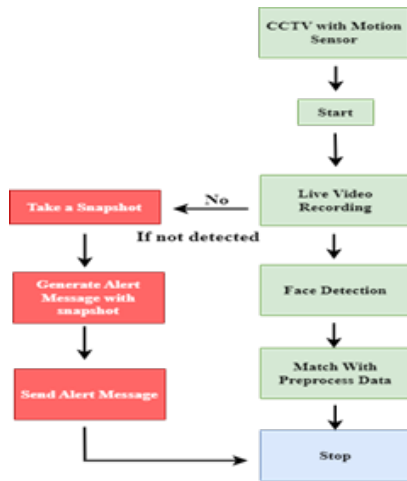 CCTV with Motion
Sensor
Start
Live Video
Recording
No
Take a Snapshot
If not detected
Generate Alert
Message with
snapshot
Face Detection
Match With
Preprocess Data
Send Alert Message
Stop